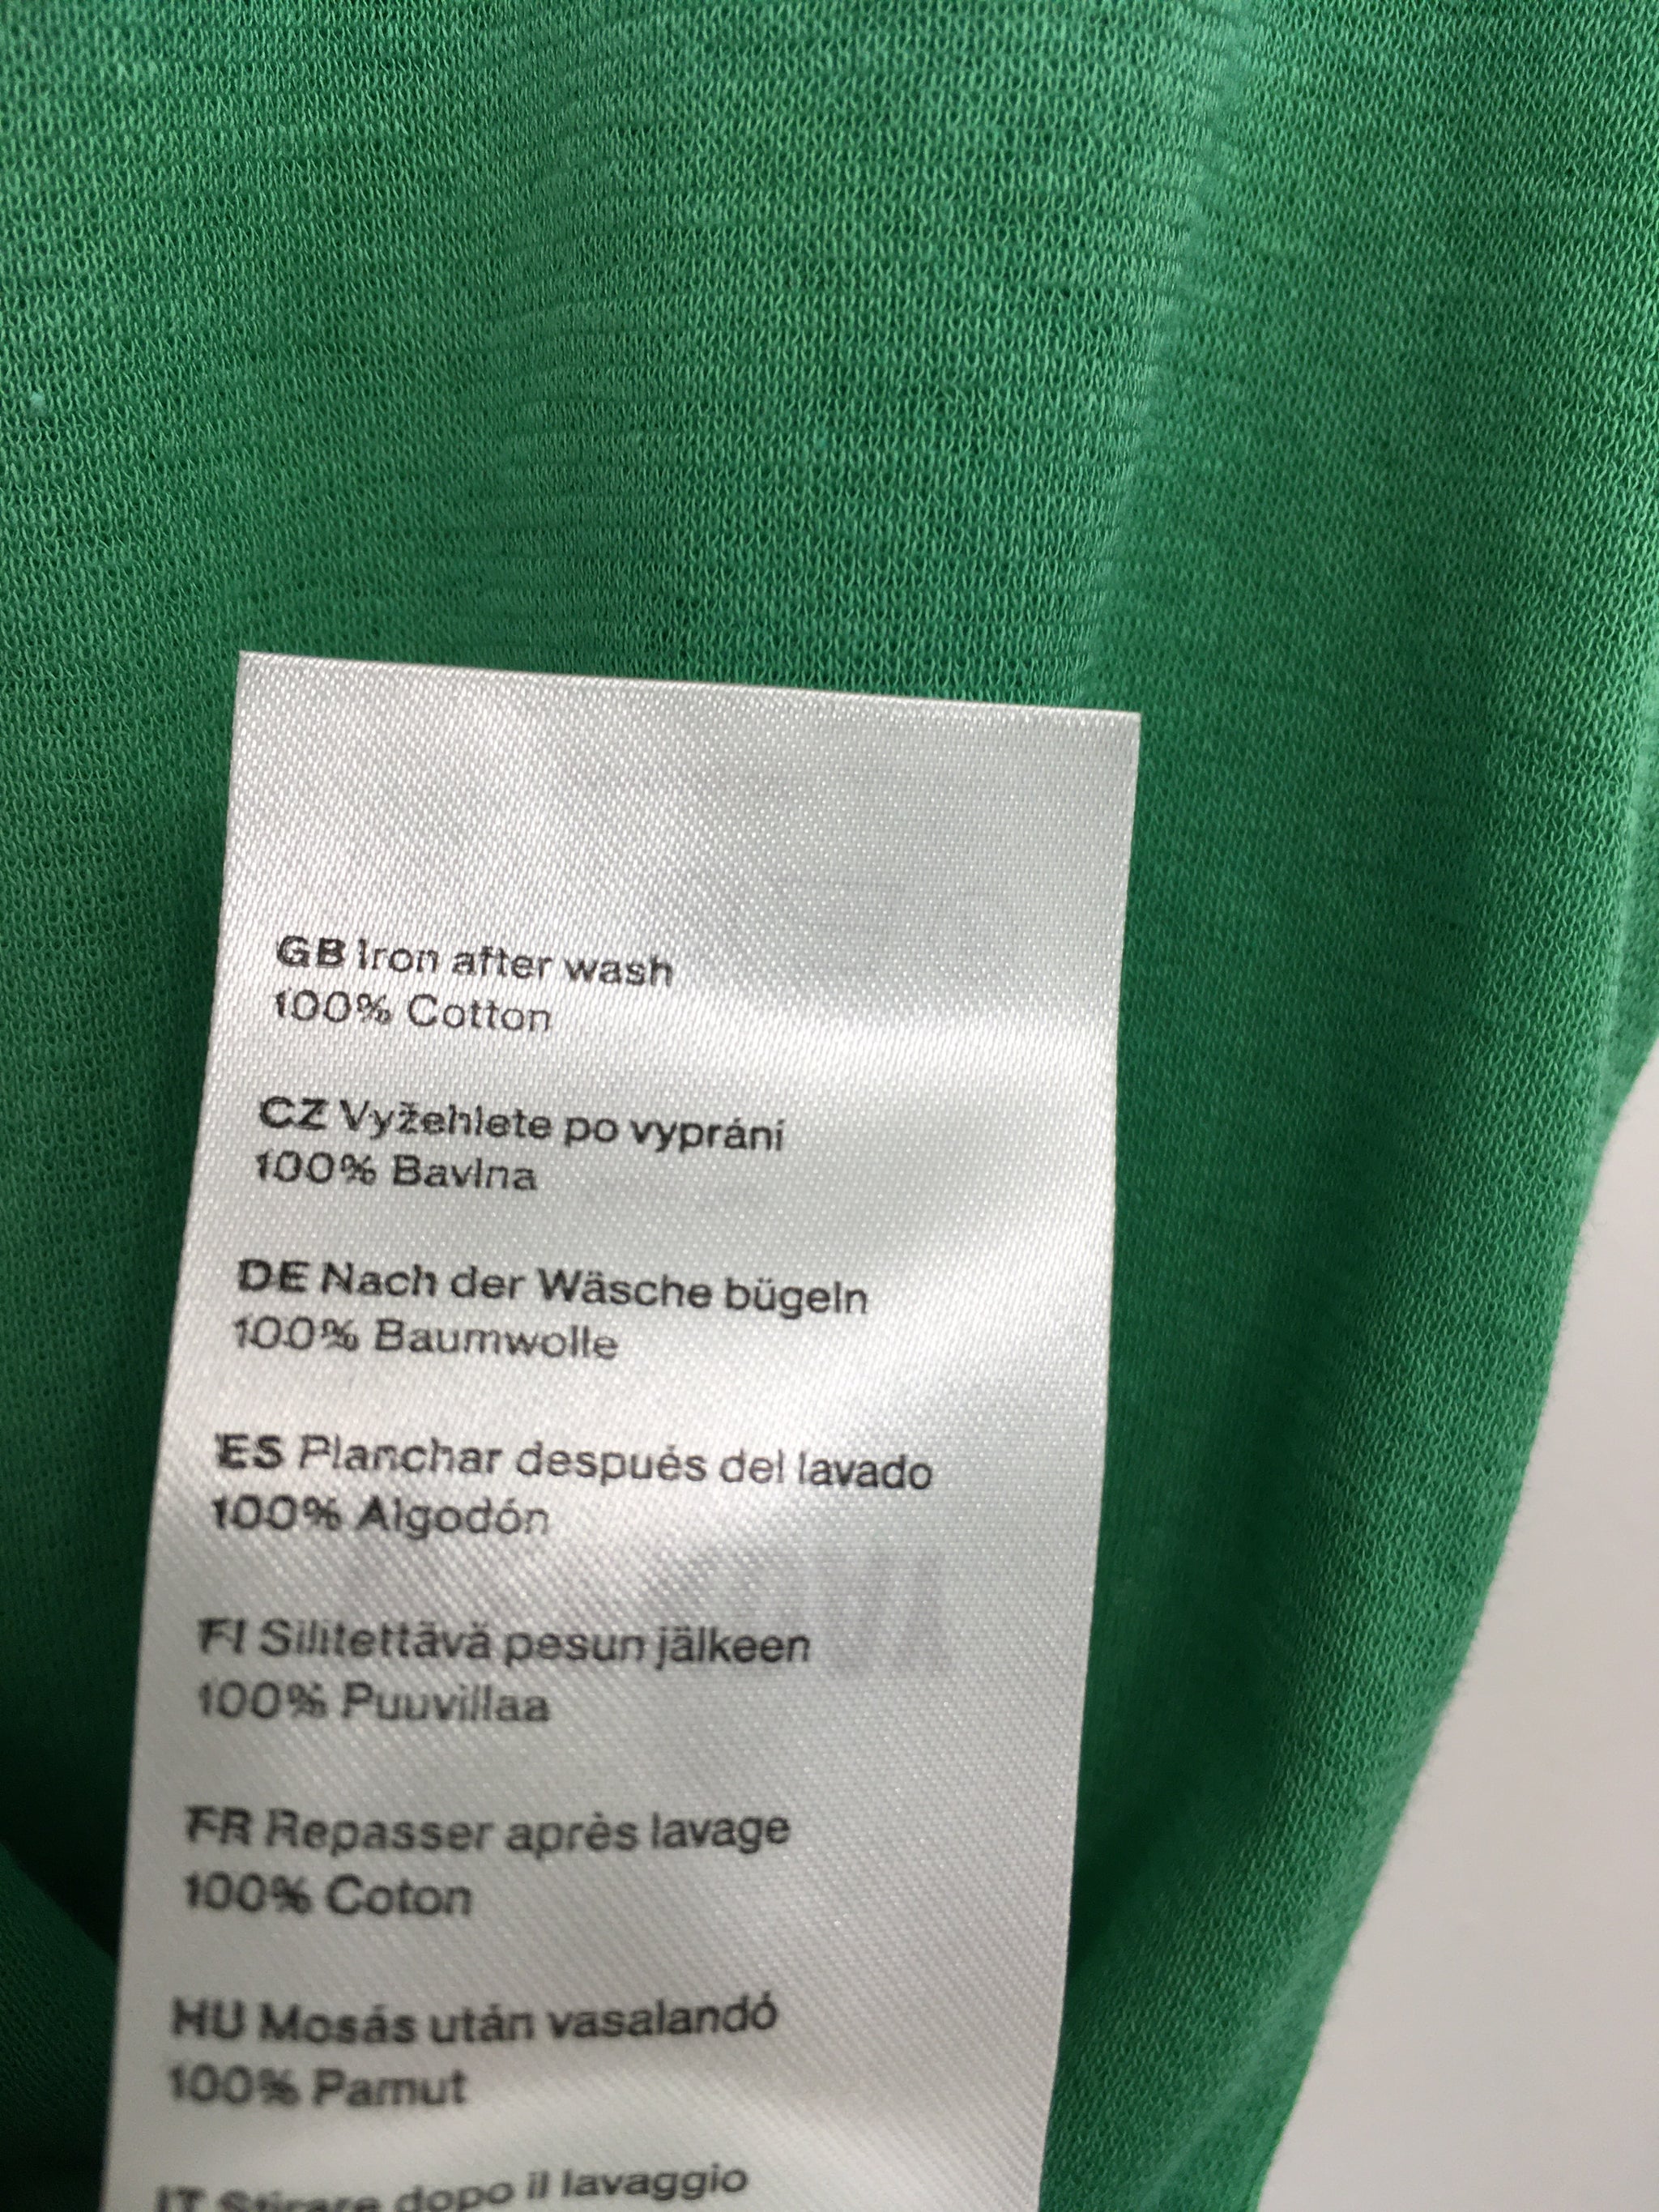 GB Iron after wash
100% Cotton
CZ Vyžehlete po vyprání
100% Bavlna
DE Nach der Wäsche bügeln
100% Baumwolle
ES Planchar después del lavado
100% Algodón
FI Silitettävä pesun jälkeen
100% Puuvillaa
FR Repasser après lavage
100% Coton
HU Mosás után vasalandó
100% Pamut
IT Stirare dopo il lavaggio